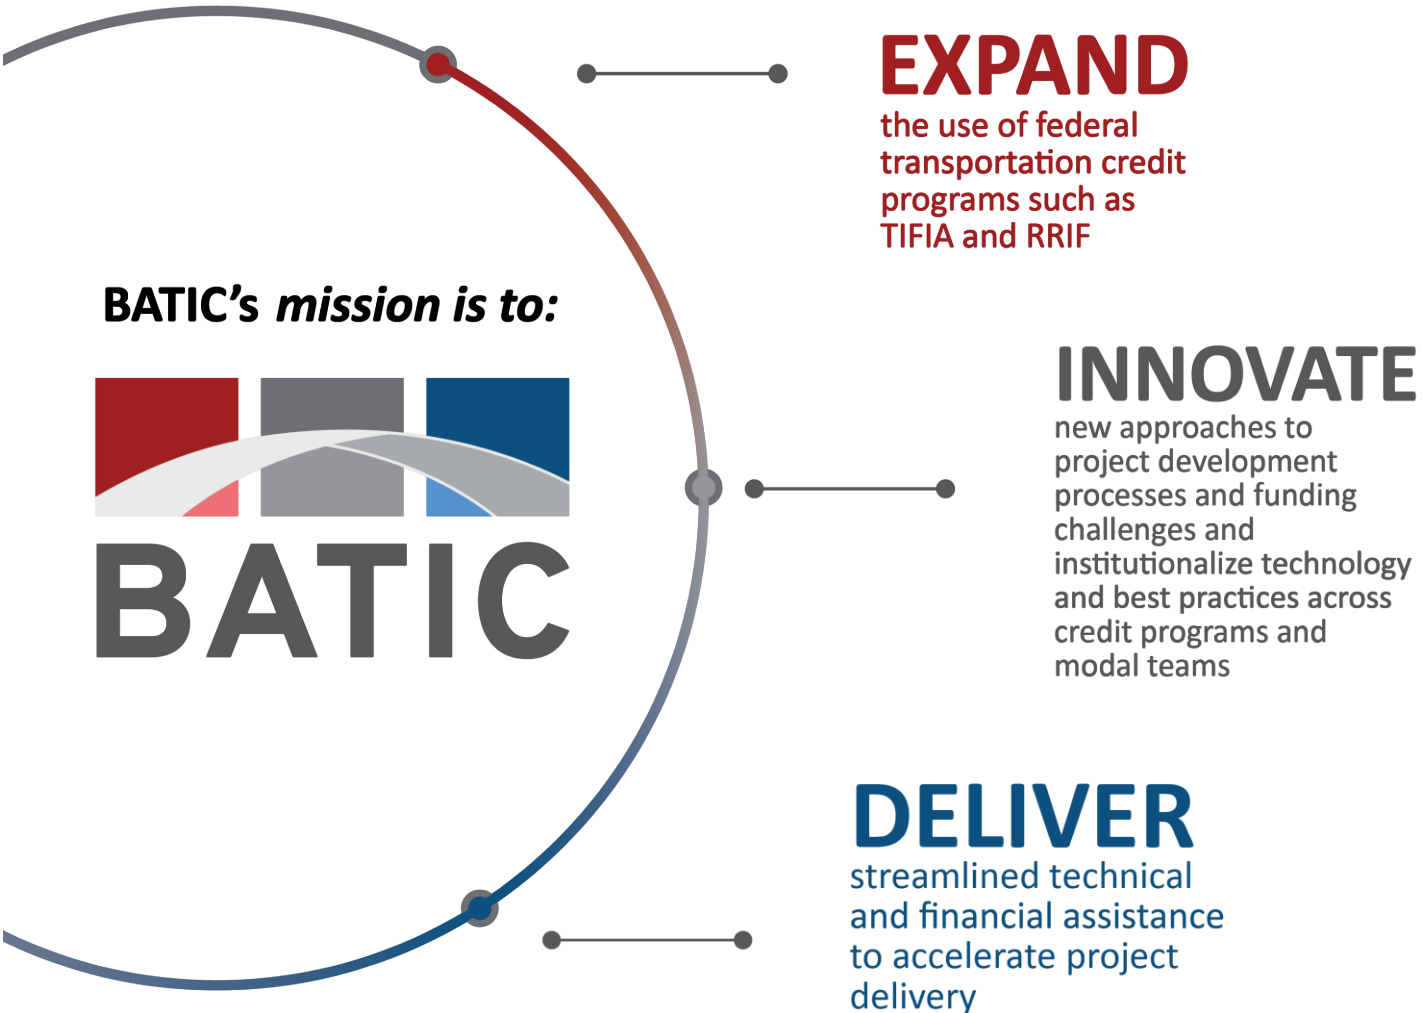 BATIC’s mission is to:
BATIC
EXPAND
the use of federal
transportation credit
programs such as
TIFIA and RRIF
INNOVATE
new approaches to
project development
processes and funding
challenges and
institutionalize technology
and best practices across
credit programs and
modal teams
DELIVER
streamlined technical
and financial assistance
to accelerate project
delivery